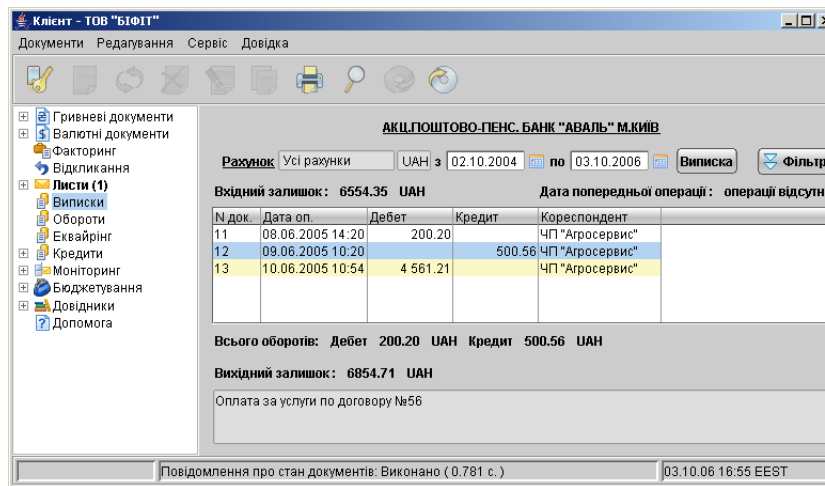 Клієнт - ТОВ "БІФІТ"
Документи Редагування Сервіс Довідка
Гривневі документи
Валютні документи
Факторинг
Відкликання
Листи (1)
Виписки
Обороти
Еквайрінг
Кредити
Моніторинг
Бюджетування
Довідники
Допомога
АКЦ.ПОШТОВО-ПЕНС. БАНК "АВАЛЬ" М.КИЇВ
Рахунок Усі рахунки UAH з 02.10.2004 по 03.10.2006 Виписка Фільтр
Вхідний залишок: 6554.35 UAH Дата попередньої операції: операції відсутн
N док. Дата оп. Дебет Кредит Кореспондент
11 08.06.2005 14:20 200.20 ЧП "Агросервис"
12 09.06.2005 10:20 500.56 ЧП "Агросервис"
13 10.06.2005 10:54 4 561.21 ЧП "Агросервис"
Всього оборотів: Дебет 200.20 UAH Кредит 500.56 UAH
Вихідний залишок: 6854.71 UAH
Оплата за услуги по договору №56
Повідомлення про стан документів: Виконано ( 0.781 с. ) 03.10.06 16:55 EEST